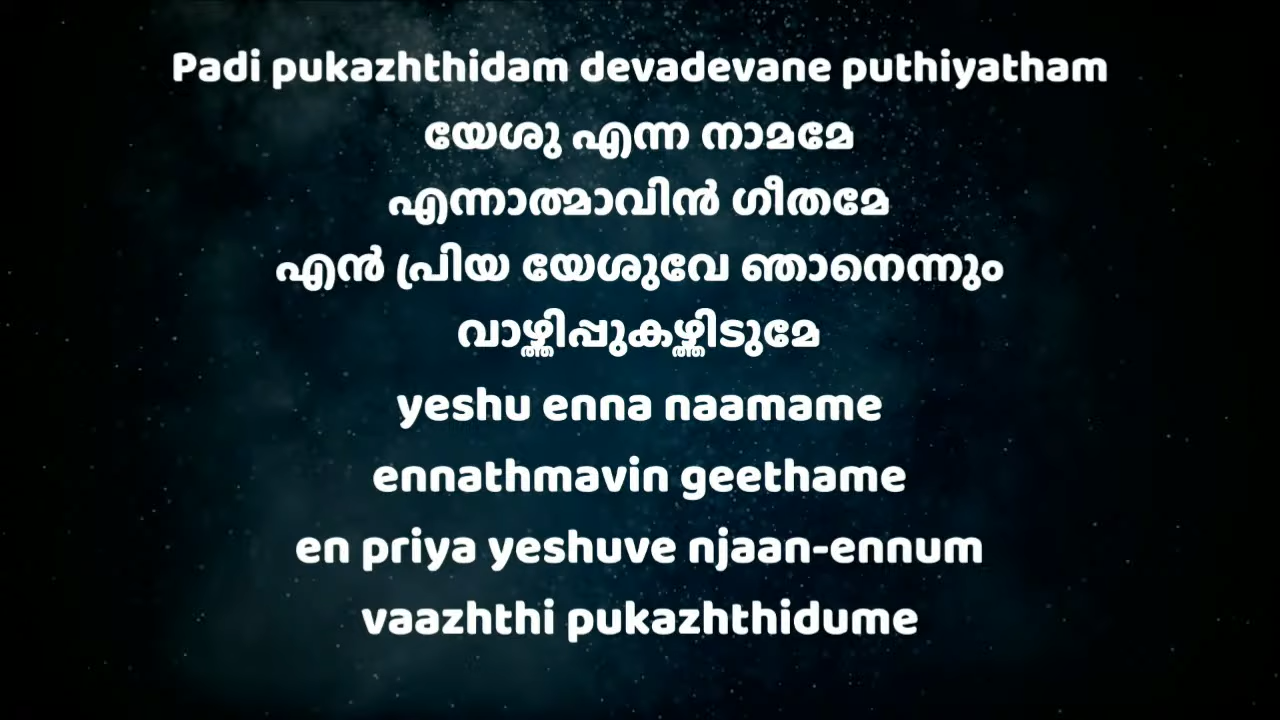 Padi pukazhthidam devadevane puthiyatham
യേശു എന്ന നാമമേ
എന്നാത്മാവിൻ ഗീതമേ
എൻ പ്രിയ യേശുവേ ഞാനെന്നും
വാഴ്ത്തിപ്പുകഴ്ത്തിടുമേ
yeshu enna naamame
ennathmavin geethame
en priya yeshuve njaan-ennum
vaazhthi pukazhthidume